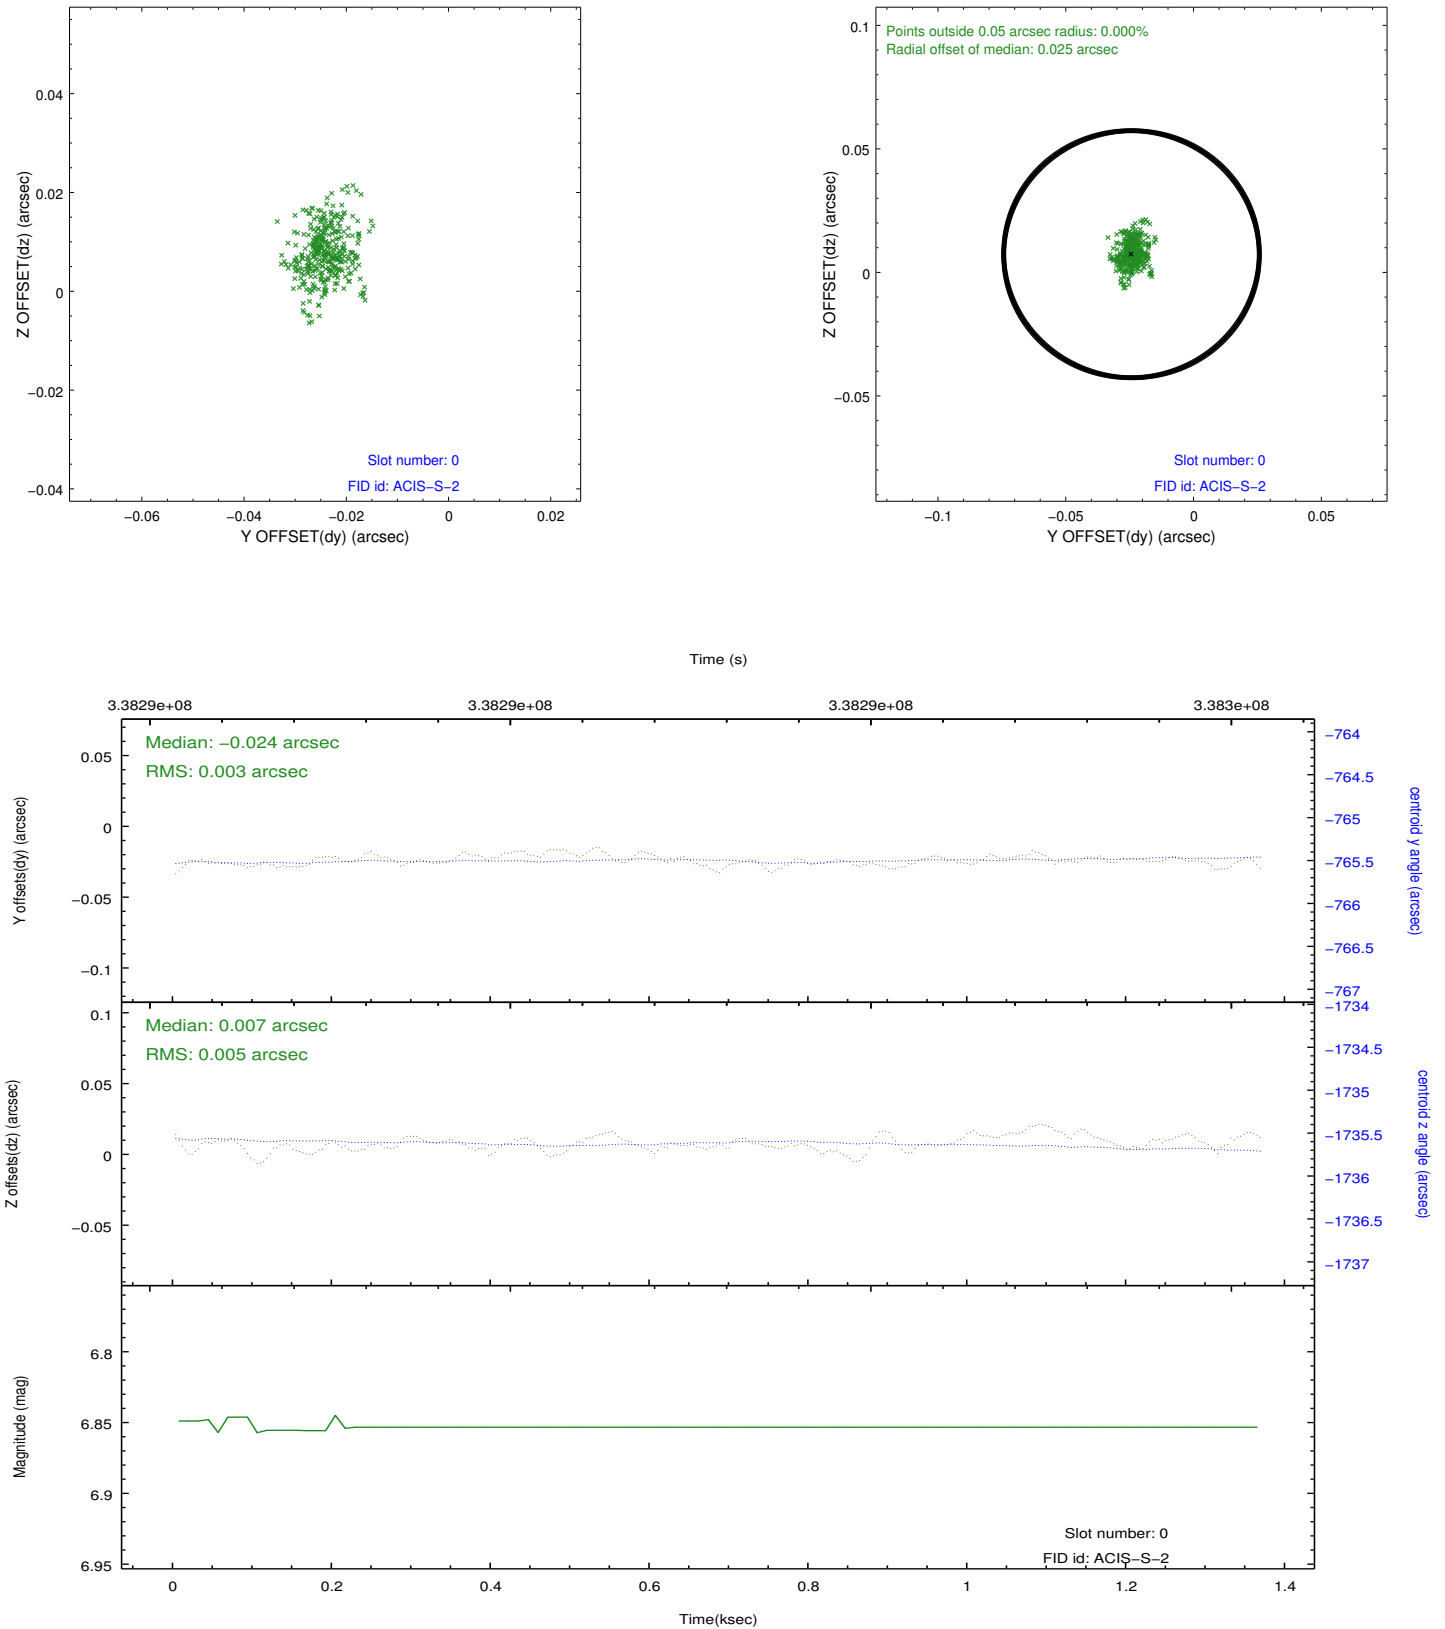 0.04
0.02
0
−0.02
−0.04
Z OFFSET(dz) (arcsec)
Slot number: 0
FID id: ACIS−S−2
−0.06
−0.04
−0.02
0
0.02
Y OFFSET(dy) (arcsec)
Points outside 0.05 arcsec radius: 0.000%
Radial offset of median: 0.025 arcsec
0.1
0.05
0
−0.05
Z OFFSET(dz) (arcsec)
Slot number: 0
FID id: ACIS−S−2
−0.1
−0.05
0
0.05
Y OFFSET(dy) (arcsec)
Time (s)
3.3829e+08
3.3829e+08
3.3829e+08
3.383e+08
Median: −0.024 arcsec
RMS: 0.003 arcsec
0.05
0
−0.05
−0.1
Y offsets(dy) (arcsec)
−764
−764.5
−765
−765.5
−766
−766.5
−767
centroid y angle (arcsec)
Median: 0.007 arcsec
RMS: 0.005 arcsec
0.1
0.05
0
−0.05
Z offsets(dz) (arcsec)
−1734
−1734.5
−1735
−1735.5
−1736
−1736.5
−1737
centroid z angle (arcsec)
6.8
6.85
6.9
6.95
Magnitude (mag)
Slot number: 0
FID id: ACIS−S−2
0
0.2
0.4
0.6
0.8
1
1.2
1.4
Time(ksec)